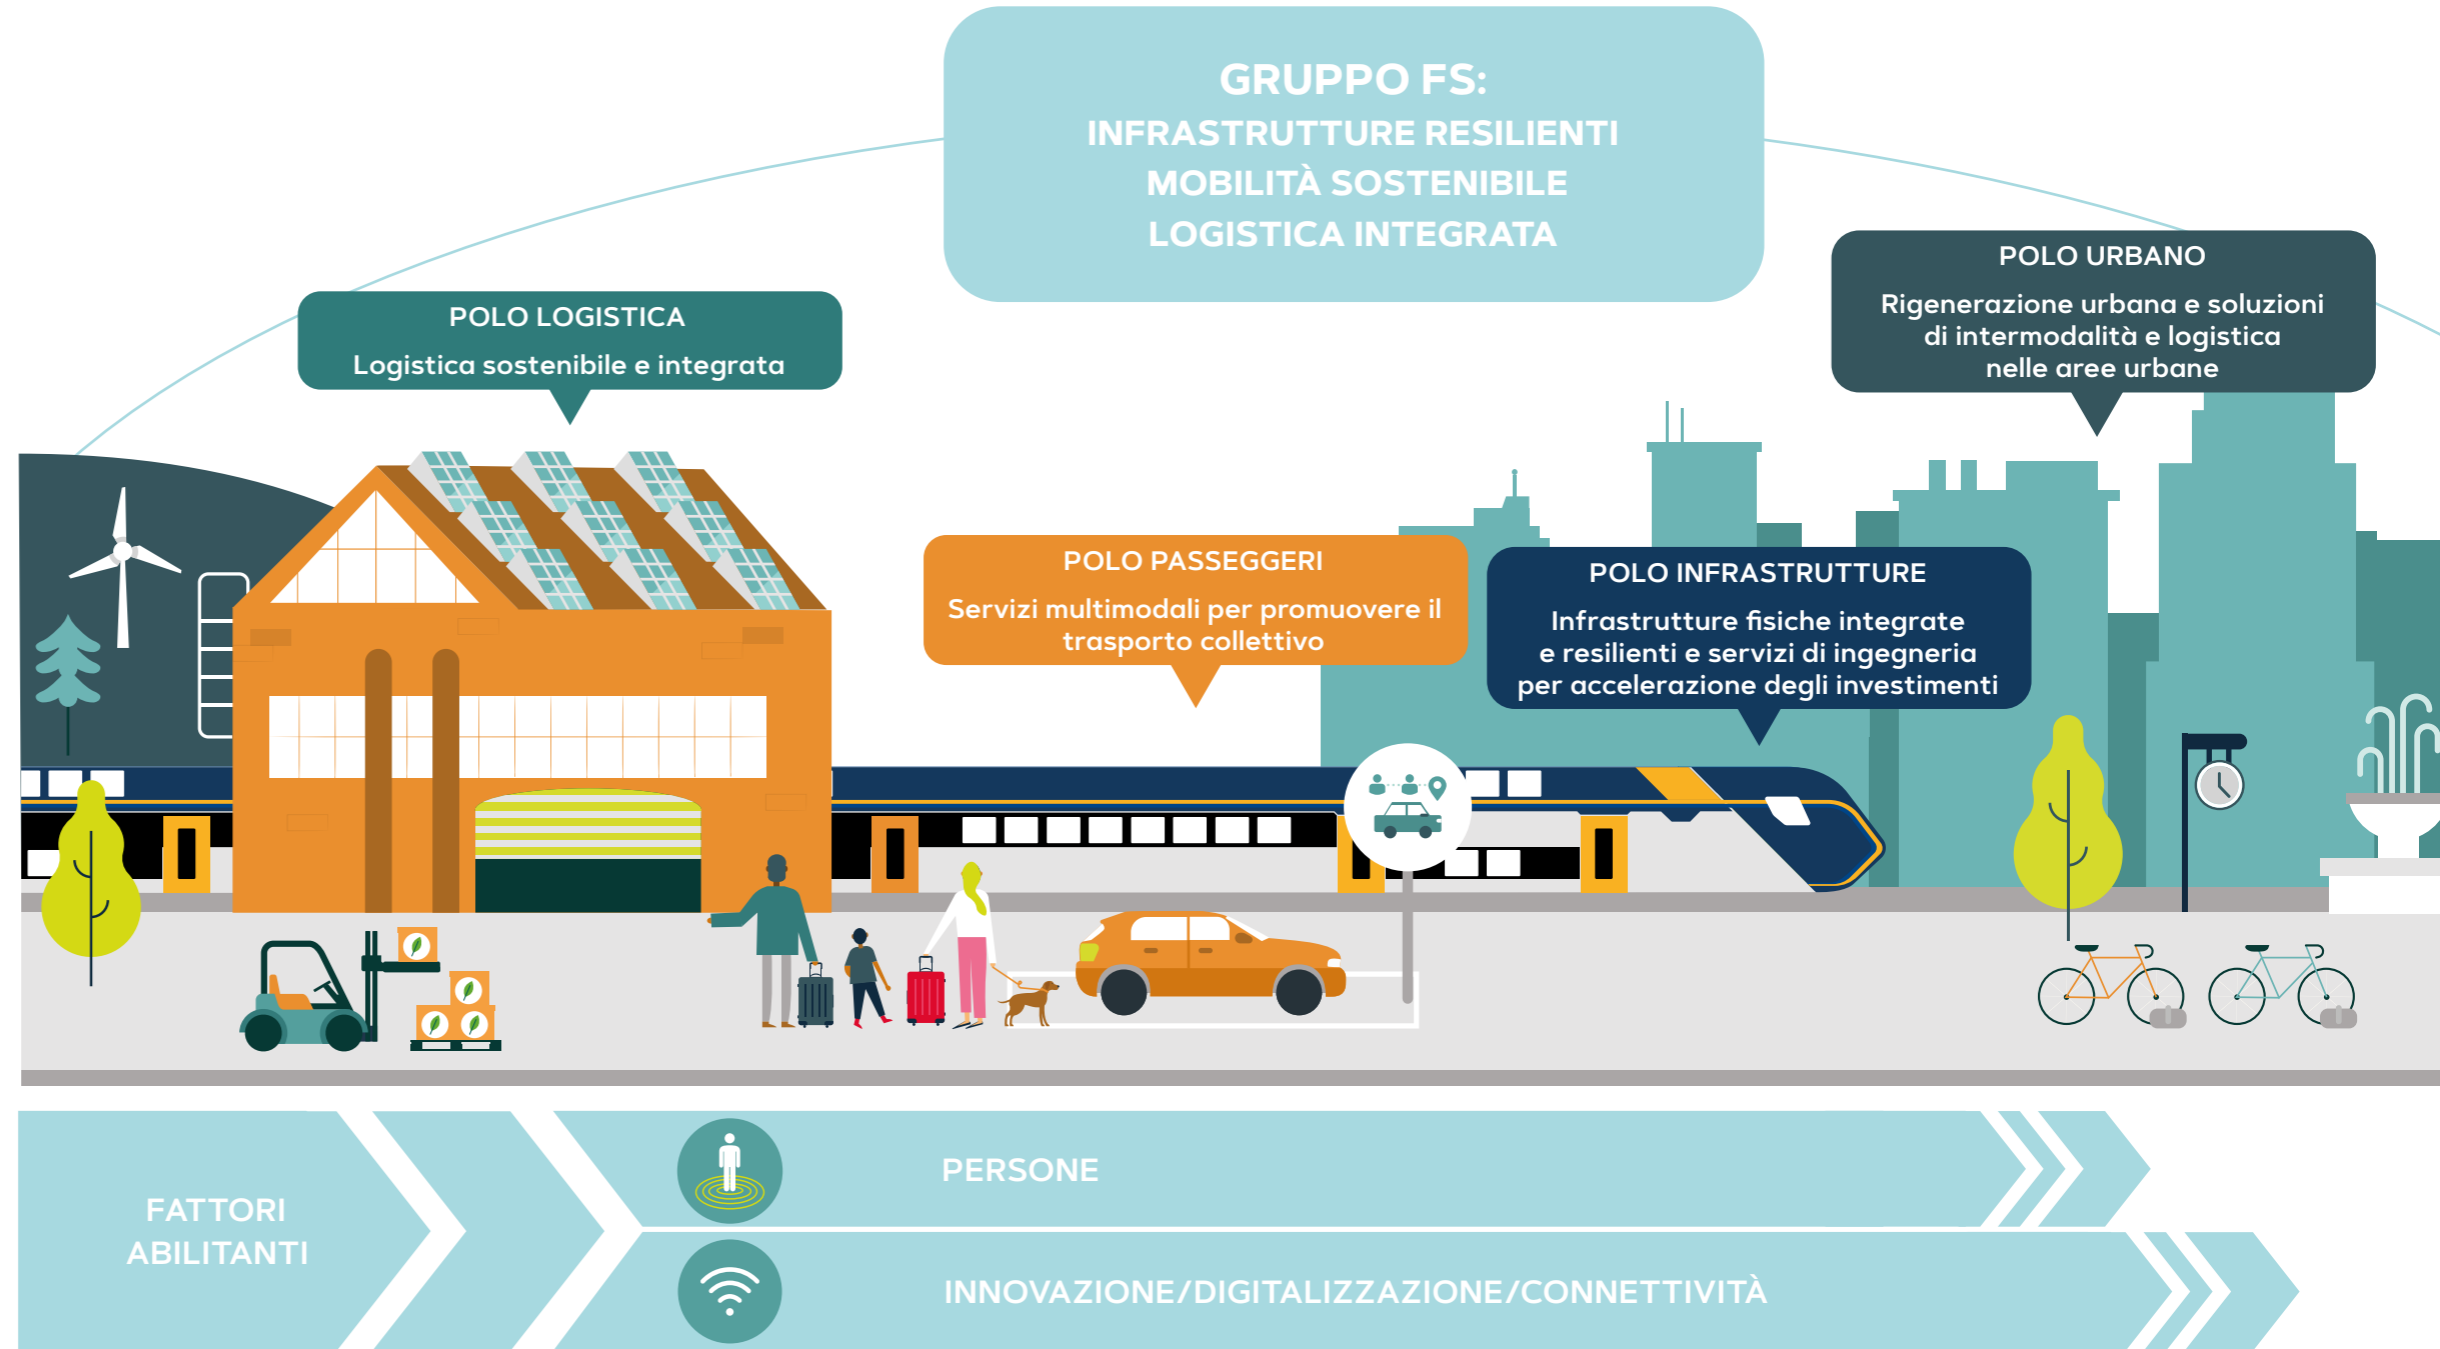 GRUPPO FS:
INFRASTRUTTURE RESILIENTI
MOBILITÀ SOSTENIBILE
LOGISTICA INTEGRATA
POLO LOGISTICA
Logistica sostenibile e integrata
POLO PASSEGGERI
Servizi multimodali per promuovere il
trasporto collettivo
POLO INFRASTRUTTURE
Infrastrutture fisiche integrate
e resilienti e servizi di ingegneria
per accelerazione degli investimenti
POLO URBANO
Rigenerazione urbana e soluzioni
di intermodalità e logistica
nelle aree urbane
FATTORI
ABILITANTI
PERSONE
INNOVAZIONE/DIGITALIZZAZIONE/CONNETTIVITÀ